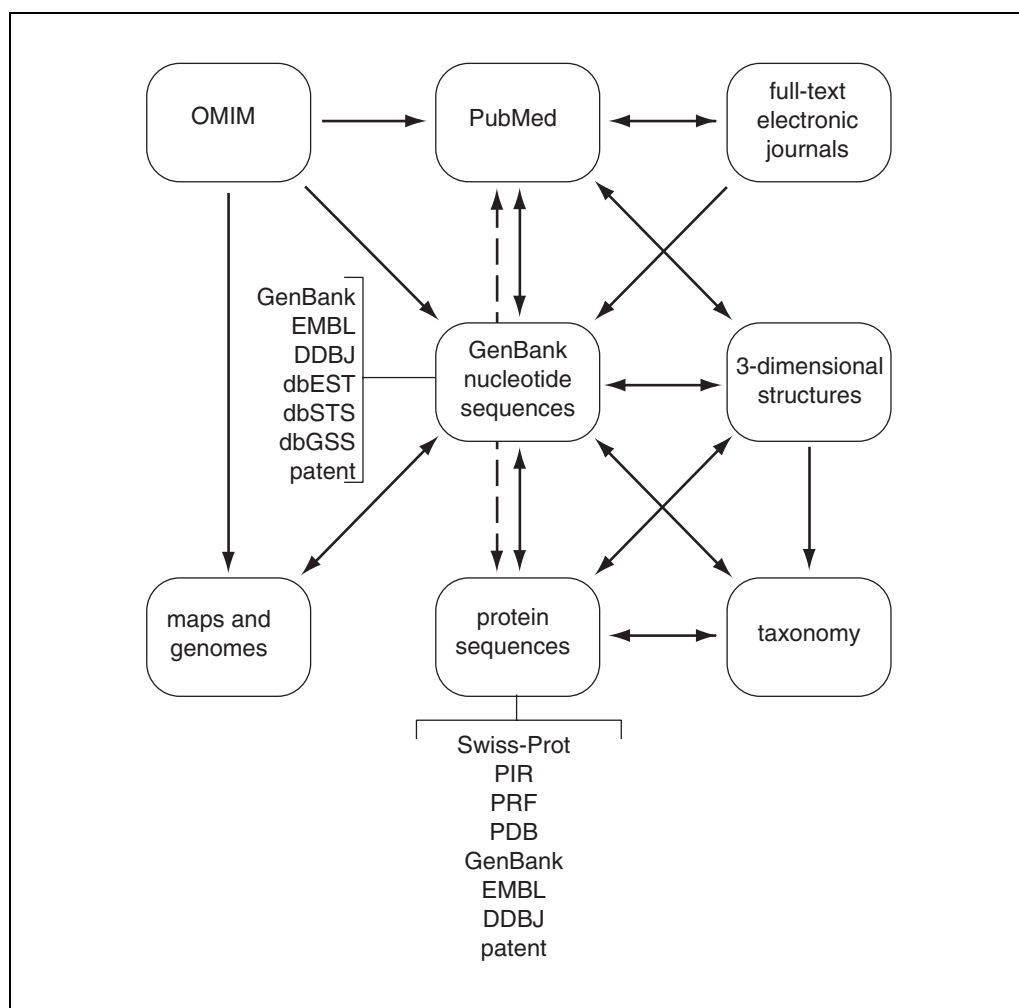 OMIM
PubMed
full-text
electronic
journals
GenBank
EMBL
DDBJ
dbEST
dbSTS
dbGSS
patent
GenBank
nucleotide
sequences
3-dimensional
structures
maps and
genomes
protein
sequences
taxonomy
Swiss-Prot
PIR
PRF
PDB
GenBank
EMBL
DDBJ
patent